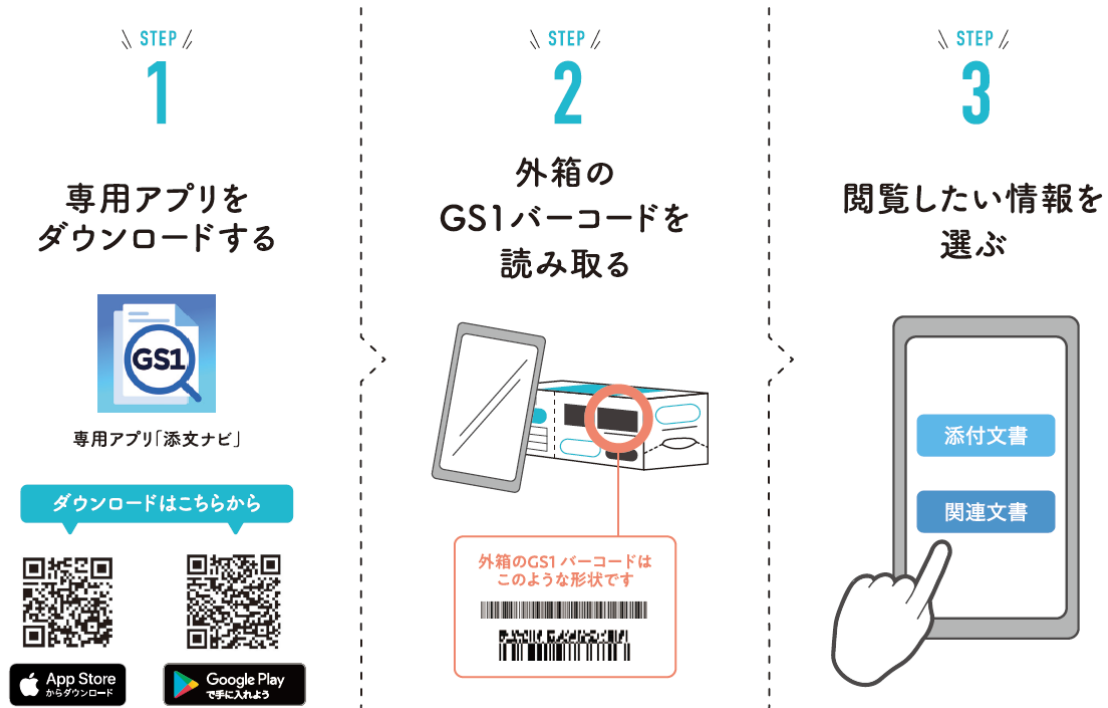 STEP
1
専用アプリを
ダウンロードする
GS1
専用アプリ「添文ナビ」
ダウンロードはこちらから
App Store
からダウンロード
Google Play
で手に入れよう
STEP
2
外箱の
GS1バーコードを
読み取る
外箱のGS1 バーコードは
このような形状です
STEP
3
閲覧したい情報を
選ぶ
添付文書
関連文書